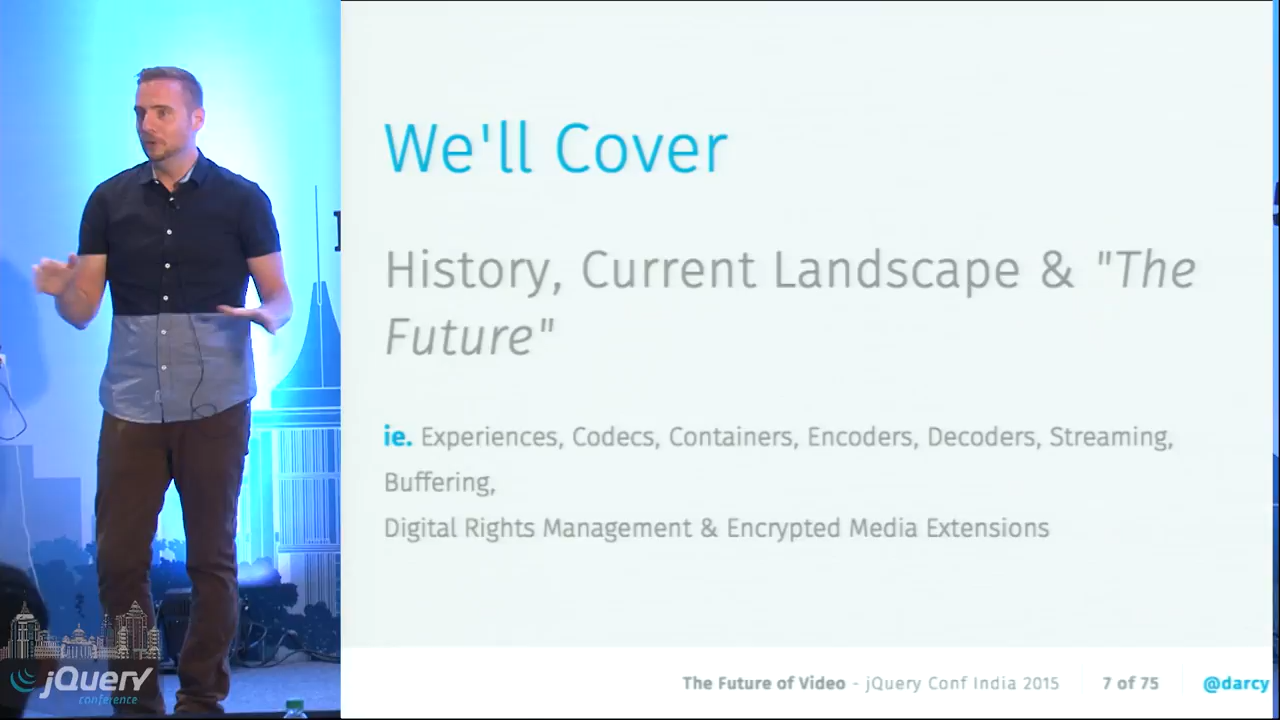 We'll Cover
History, Current Landscape & "The
Future"
ie. Experiences, Codecs, Containers, Encoders, Decoders, Streaming,
Buffering,
Digital Rights Management & Encrypted Media Extensions
The Future of Video - jQuery Conf India 2015 7 of 75 @darcy
jQuery
conference